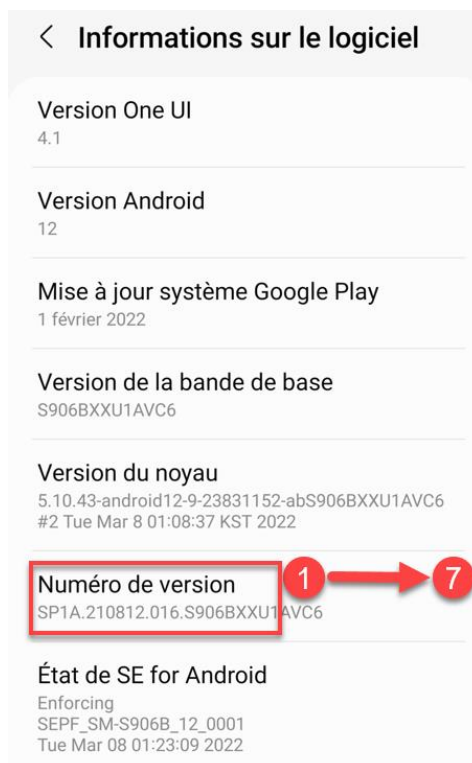 < Informations sur le logiciel
Version One UI
4.1
Version Android
12
Mise à jour système Google Play
1 février 2022
Version de la bande de base
S906BXXU1AVC6
Version du noyau
5.10.43-android12-9-23831152-abS906BXXU1AVC6
#2 Tue Mar 8 01:08:37 KST 2022
Numéro de version 1 7
SP1A.210812.016.S906BXXU1AVC6
État de SE for Android
Enforcing
SEPF_SM-S906B_12_0001
Tue Mar 08 01:23:09 2022